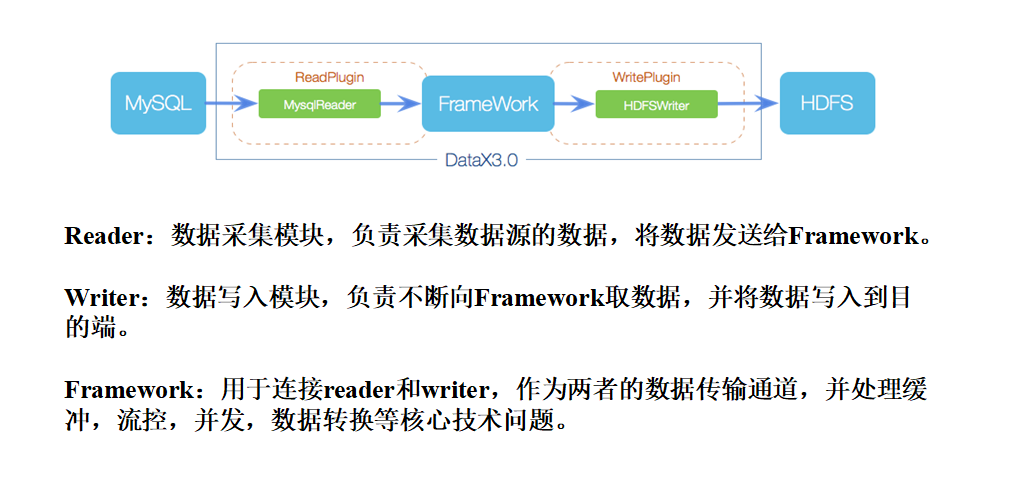 ReadPlugin
WritePlugin
MySQL
MysqlReader
FrameWork
HDFSWriter
HDFS
DataX3.0
Reader：数据采集模块，负责采集数据源的数据，将数据发送给Framework。
Writer：数据写入模块，负责不断向Framework取数据，并将数据写入到目
的端。
Framework：用于连接reader和writer，作为两者的数据传输通道，并处理缓
冲，流控，并发，数据转换等核心技术问题。